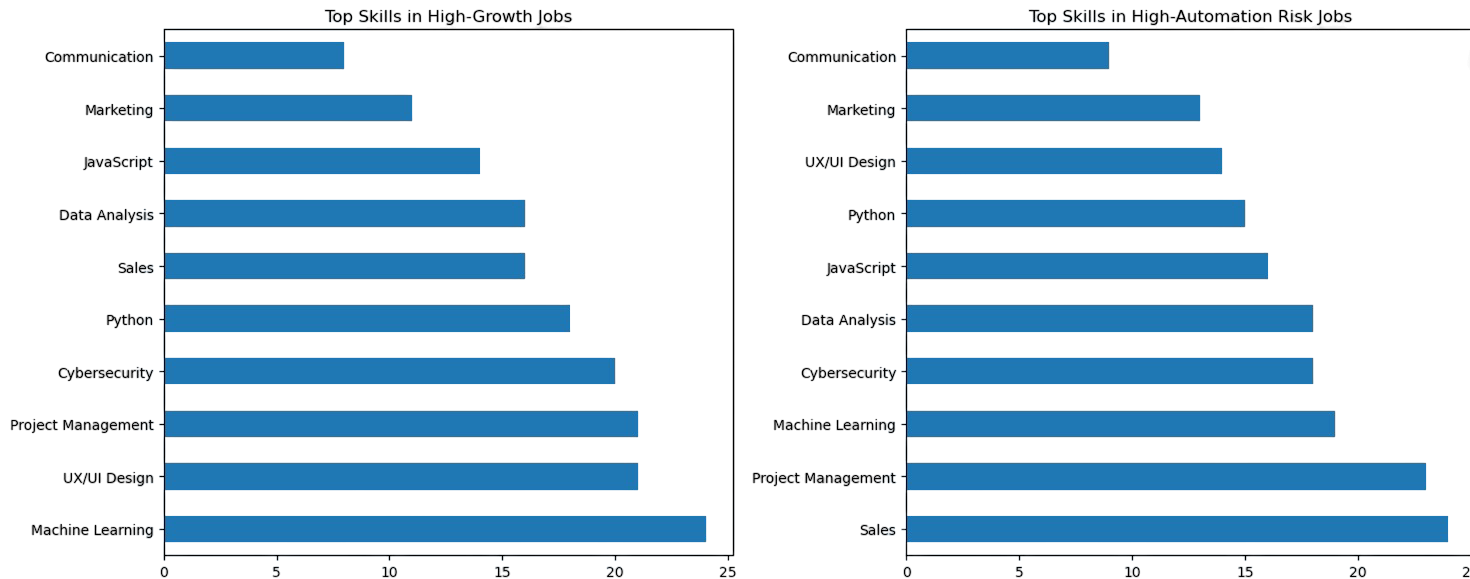 Top Skills in High-Growth Jobs
Communication
Marketing
JavaScript
Data Analysis
Sales
Python
Cybersecurity
Project Management
UX/UI Design
Machine Learning
0 5 10 15 20 25
Top Skills in High-Automation Risk Jobs
Communication
Marketing
UX/UI Design
Python
JavaScript
Data Analysis
Cybersecurity
Machine Learning
Project Management
Sales
0 5 10 15 20 2